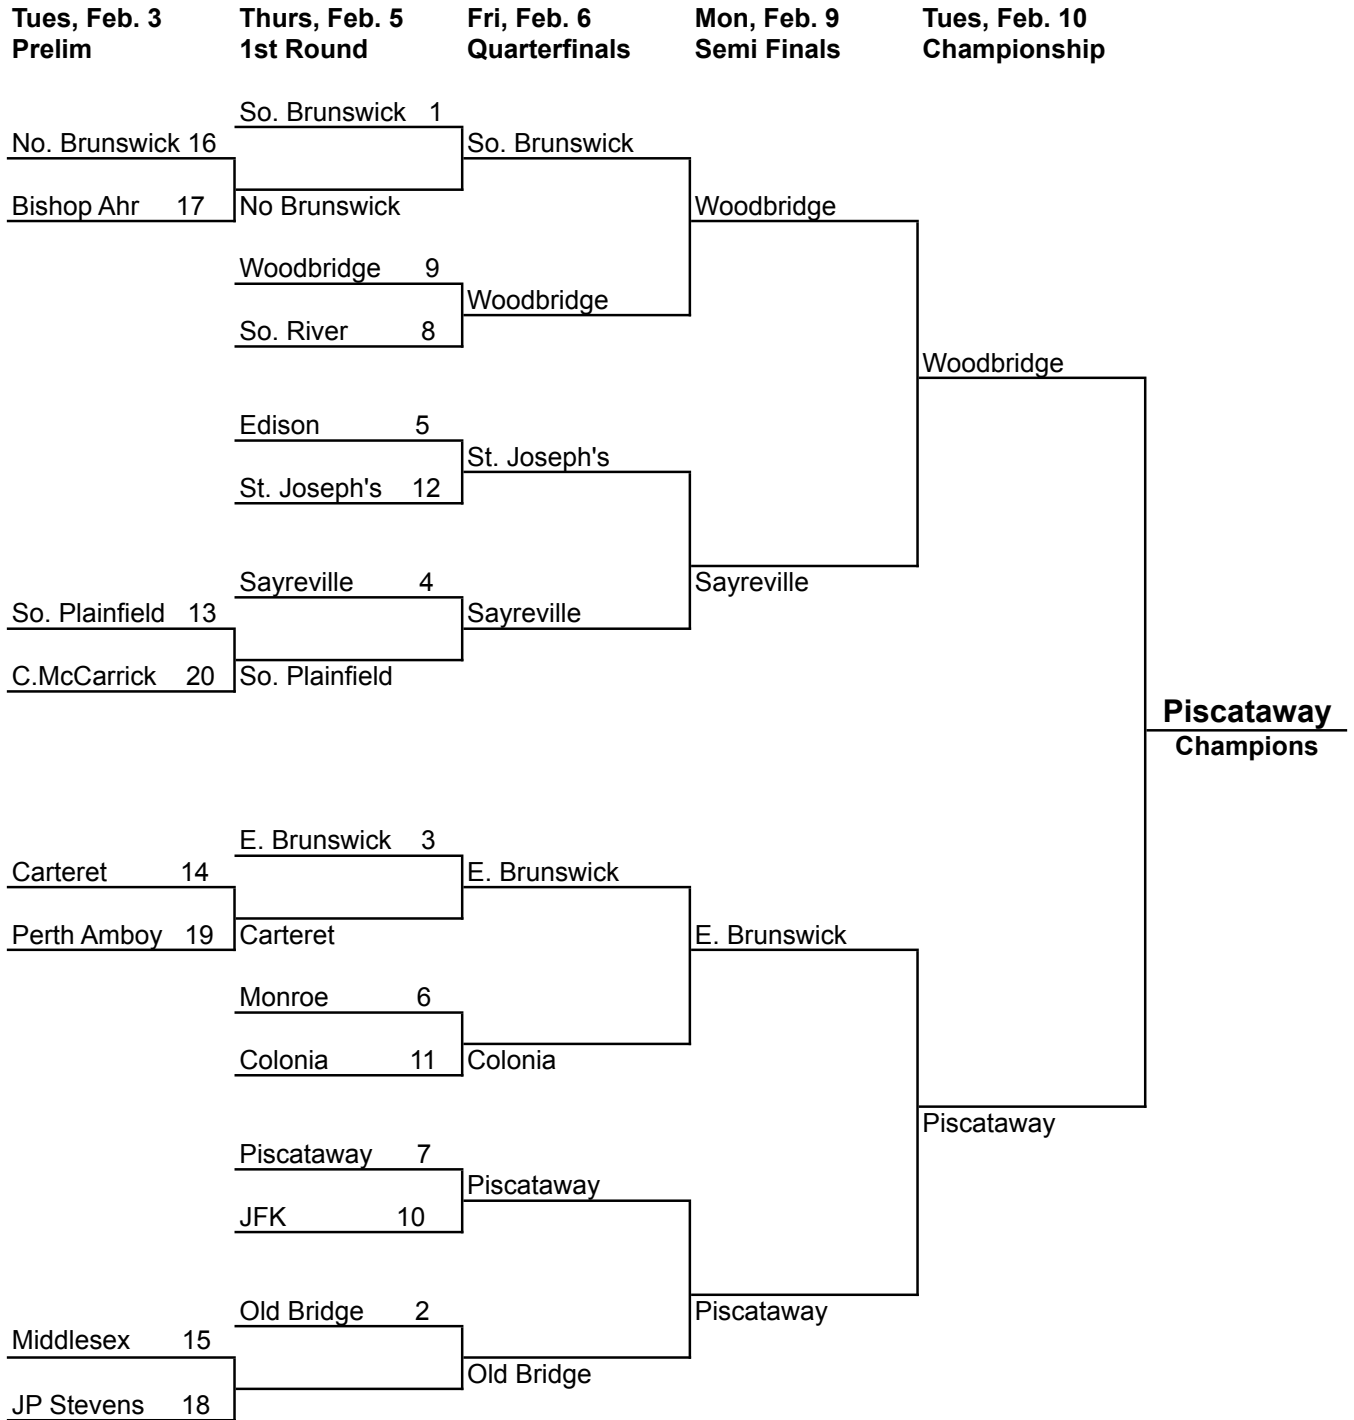 Tues, Feb. 3 Thurs, Feb. 5 Fri, Feb. 6 Mon, Feb. 9 Tues, Feb. 10
Prelim 1st Round Quarterfinals Semi Finals Championship
So. Brunswick 1
No. Brunswick 16 So. Brunswick
Bishop Ahr 17 No Brunswick Woodbridge
Woodbridge 9
Woodbridge
So. River 8
Woodbridge
Edison 5
St. Joseph's
St. Joseph's 12
Sayreville 4 Sayreville
So. Plainfield 13 Sayreville
C.McCarrick 20 So. Plainfield
Piscataway
Champions
E. Brunswick 3
Carteret 14 E. Brunswick
Perth Amboy 19 Carteret E. Brunswick
Monroe 6
Colonia 11 Colonia
Piscataway
Piscataway 7
Piscataway
JFK 10
Old Bridge 2 Piscataway
Middlesex 15
Old Bridge
JP Stevens 18